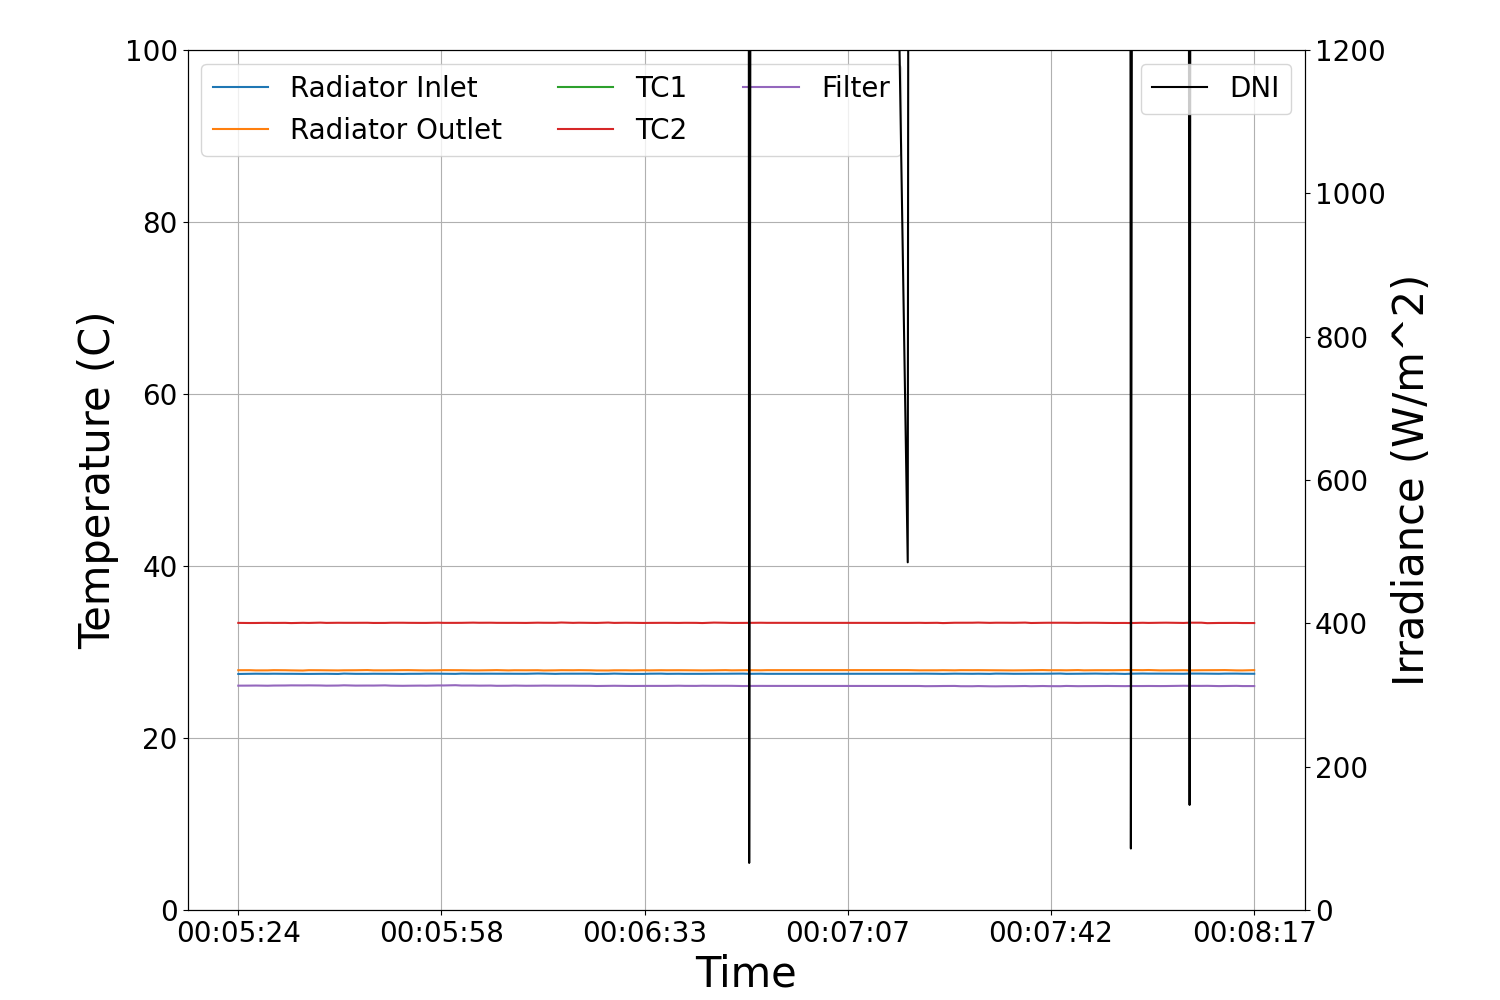 100
80
60
40
20
0
Temperature (C)
Radiator Inlet
Radiator Outlet
TC1
TC2
Filter
DNI
1200
1000
800
600
400
200
0
Irradiance (W/m^2)
00:05:24 00:05:58 00:06:33 00:07:07 00:07:42 00:08:17
Time